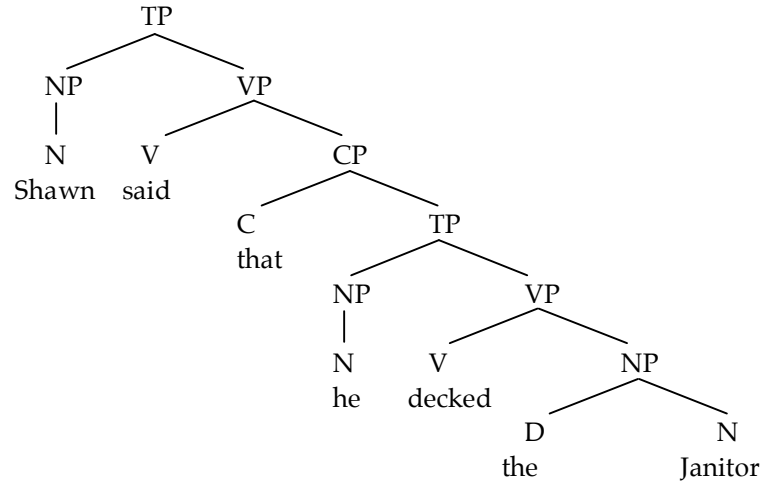 TP
NP VP
N V CP
Shawn said
C TP
that
NP VP
N V NP
he decked
D N
the Janitor